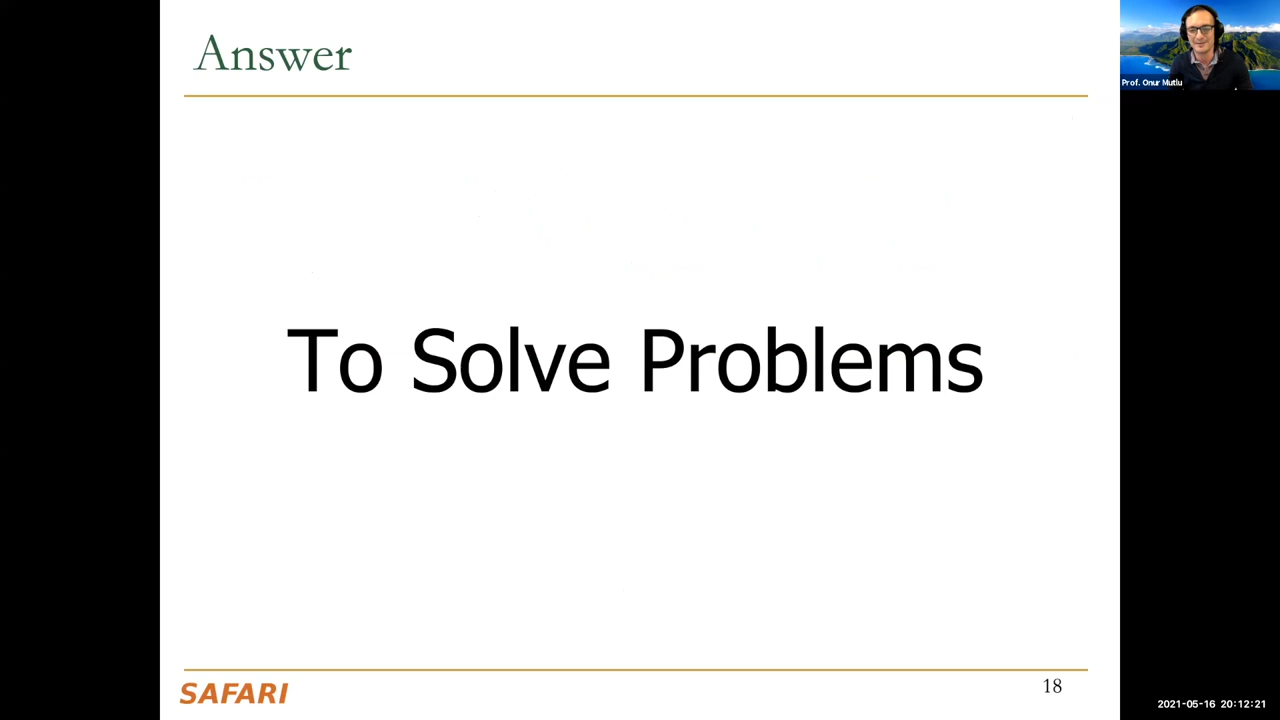 Answer
Prof. Onur Mutlu
To Solve Problems
SAFARI
18
2021-05-16 20:12:21